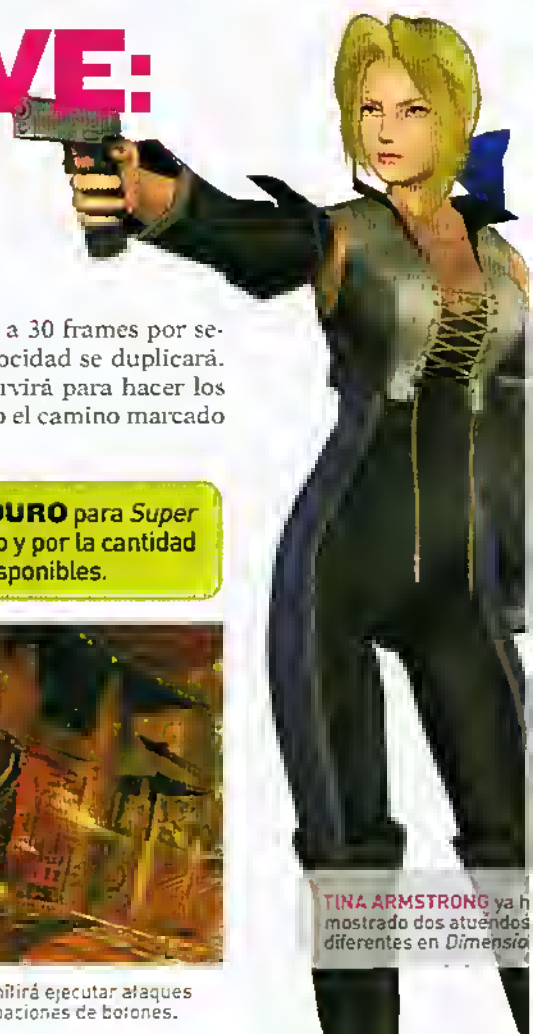 VE:
a 30 frames por se-
ocidad se duplicará.
rvirá para hacer los
o el camino marcado
DURO para Super
o y por la cantidad
sponibles.
TINA ARMSTRONG ya h
mostrado dos atuendos
diferentes en Dimensio
mitirá ejecutar ataques
naciones de botones.